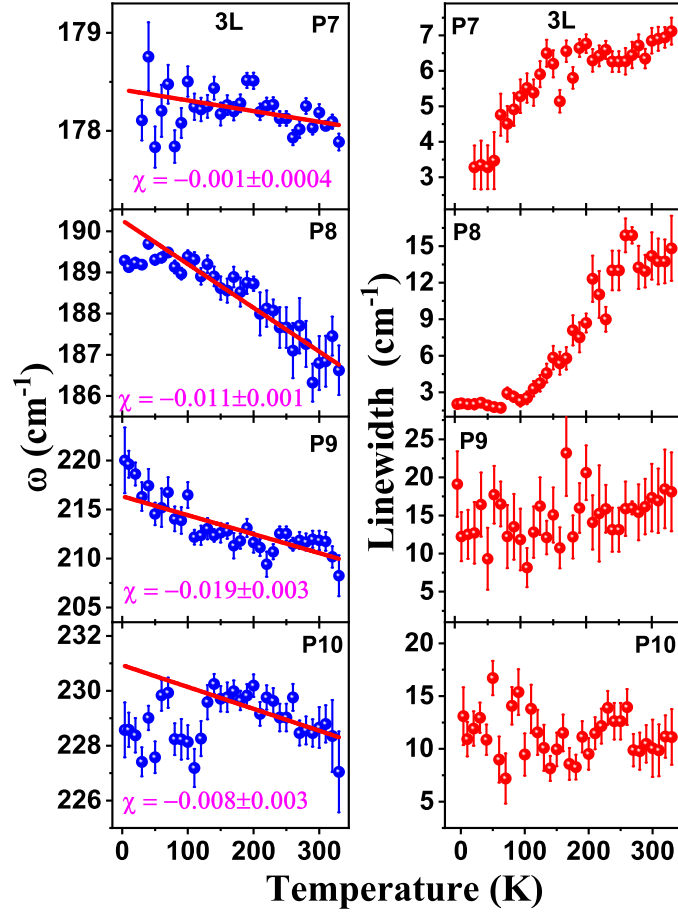 3L
P7
179
178
χ = −0.001±0.0004
3L
P7
7
6
5
4
3
P8
190
189
188
187
186
χ = −0.011±0.001
P8
15
12
9
6
3
P9
220
215
210
205
χ = −0.019±0.003
P9
25
20
15
10
5
P10
230
228
226
χ = −0.008±0.003
P10
20
15
10
5
ω (cm⁻¹)
Linewidth (cm⁻¹)
0 100 200 300
0 100 200 300
Temperature (K)